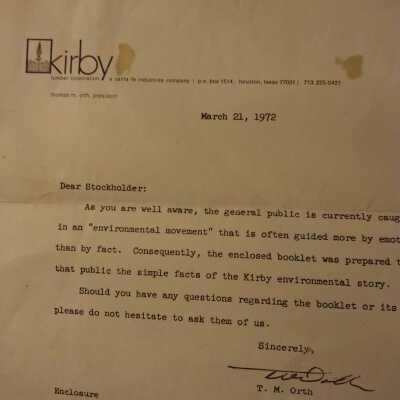 kirby
lumber corporation a santa fe industries company | p.o. box 1514 houston, texas 77001 | 713 225-0421
thomas m. orth, president
March 21, 1972
Dear Stockholder:
As you are well aware, the general public is currently caug
in an "environmental movement" that is often guided more by emot
than by fact. Consequently, the enclosed booklet was prepared t
that public the simple facts of the Kirby environmental story.
Should you have any questions regarding the booklet or its
please do not hesitate to ask them of us.
Sincerely,
T. M. Orth
Enclosure